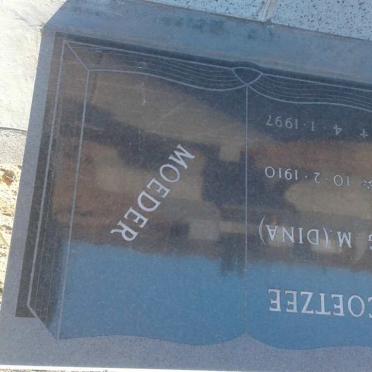 COETZEE
M. (DINA)
* 10 · 2 · 1910
† 4 · 1 · 1997
MOEDER